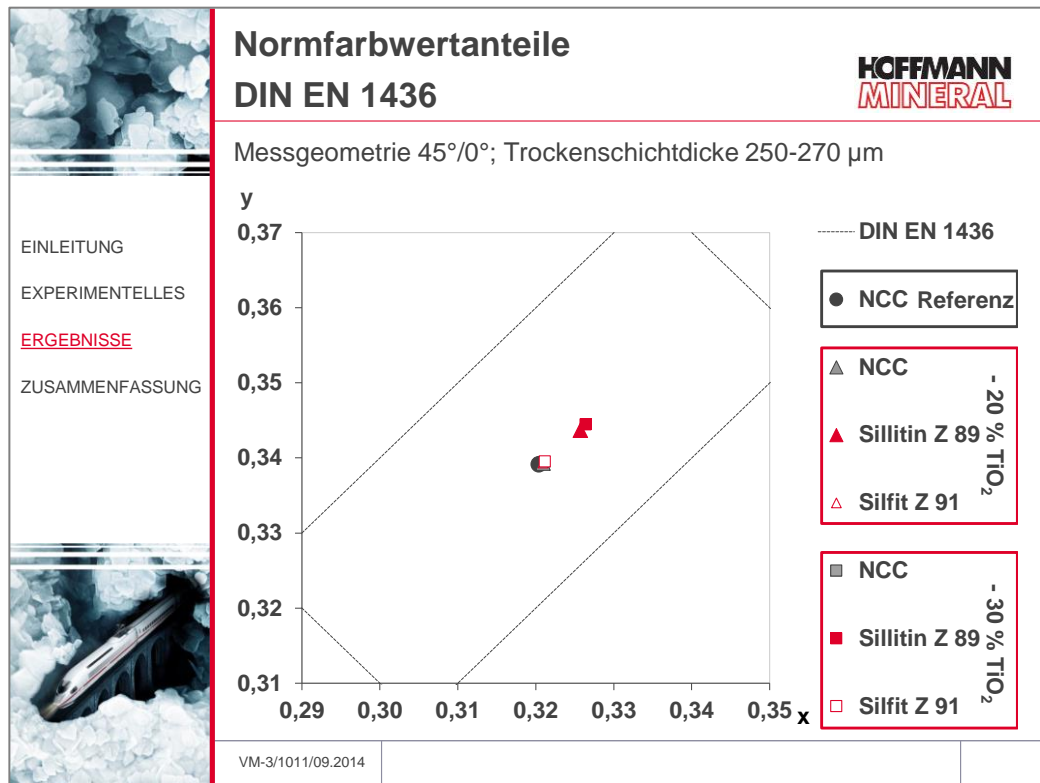 Normfarbwertanteile
DIN EN 1436
HOFFMANN
MINERAL
Messgeometrie 45°/0°; Trockenschichtdicke 250-270 µm
EINLEITUNG
EXPERIMENTELLES
ERGEBNISSE
ZUSAMMENFASSUNG
y
0,37
0,36
0,35
0,34
0,33
0,32
0,31
0,29 0,30 0,31 0,32 0,33 0,34 0,35 x
DIN EN 1436
NCC Referenz
NCC
Sillitin Z 89
Silfit Z 91
- 20 % TiO₂
NCC
Sillitin Z 89
Silfit Z 91
- 30 % TiO₂
VM-3/1011/09.2014